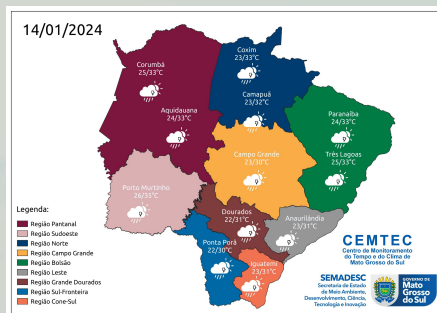 14/01/2024
Coxim
23/33°C
Corumbá
25/33°C
Camapuã
23/32°C
Aquidauana
24/33°C
Paranaíba
24/33°C
Campo Grande
23/30°C
Três Lagoas
25/33°C
Porto Murtinho
26/35°C
Dourados
22/31°C
Anaurilândia
23/31°C
Ponta Porã
22/30°C
Iguatemi
23/31°C
Legenda:
Região Pantanal
Região Sudoeste
Região Norte
Região Campo Grande
Região Bolsão
Região Leste
Região Grande Dourados
Região Sul-Fronteira
Região Cone-Sul
CEMTEC
Centro de Monitoramento
do Tempo e do Clima de
Mato Grosso do Sul
SEMADESC
Secretaria de Estado
de Meio Ambiente,
Desenvolvimento, Ciência,
Tecnologia e Inovação
GOVERNO DE
Mato
Grosso
do Sul